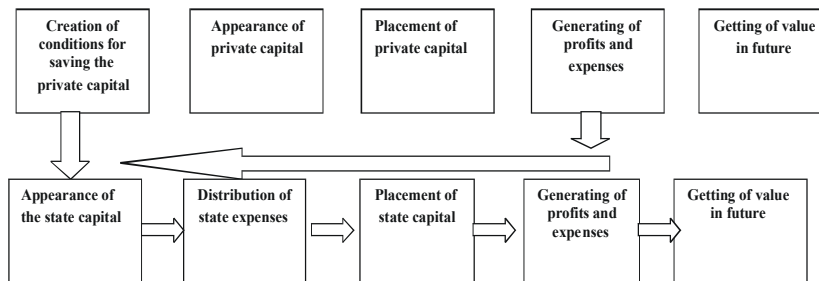 Creation of
conditions for
saving the
private capital
Appearance of
private capital
Placement of
private capital
Generating of
profits and
expenses
Getting of value
in future
Appearance of
the state capital
Distribution of
state expenses
Placement of
state capital
Generating of
profits and
expenses
Getting of value
in future